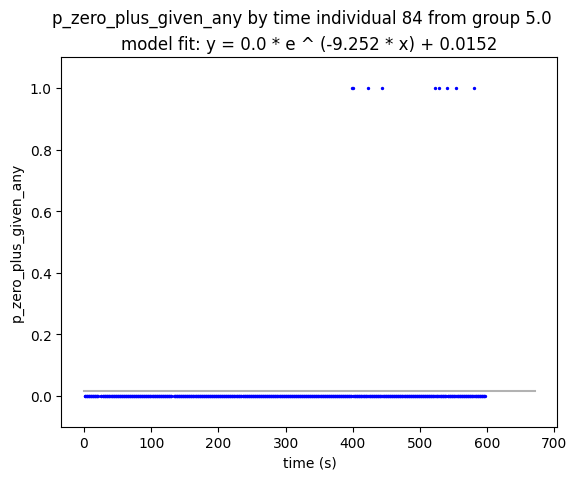 p_zero_plus_given_any by time individual 84 from group 5.0
model fit: y = 0.0 * e ^ (-9.252 * x) + 0.0152
1.0
0.8
0.6
0.4
0.2
0.0
p_zero_plus_given_any
0 100 200 300 400 500 600 700
time (s)